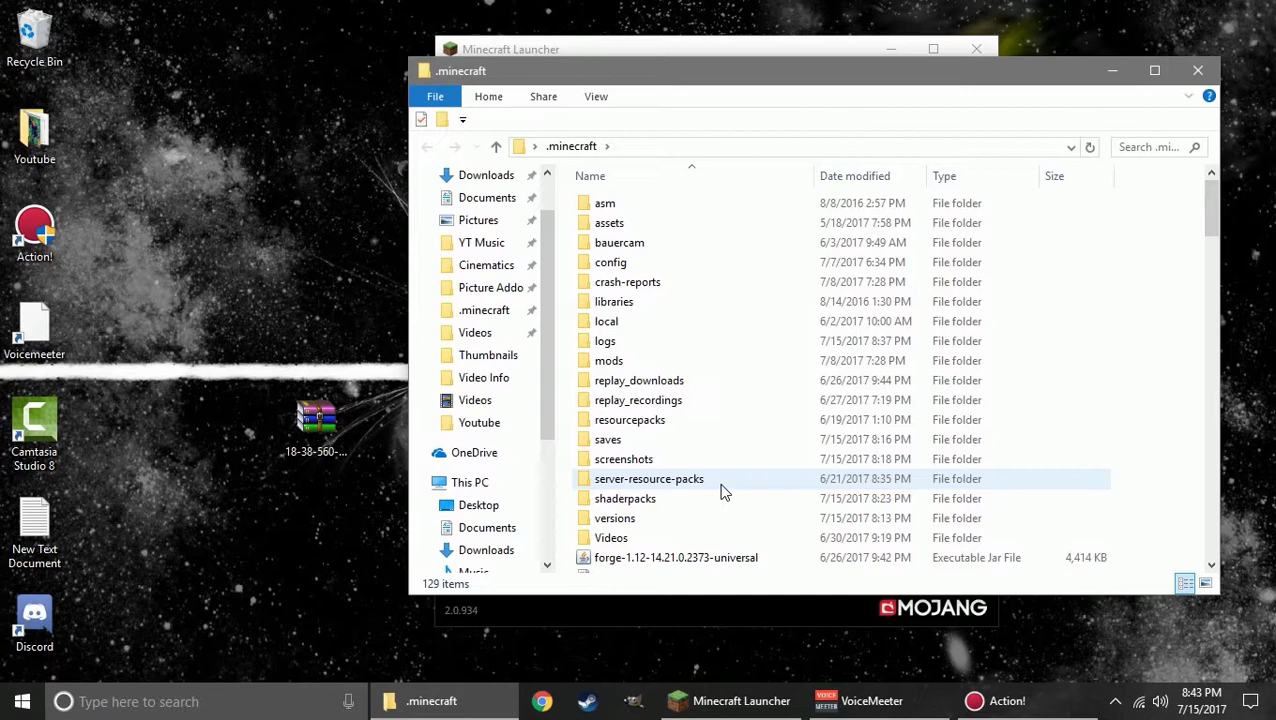 Recycle Bin
Youtube
Action!
Voicemeeter
Camtasia
Studio 8
New Text
Document
Discord
18-38-560-...
Minecraft Launcher
.minecraft
File Home Share View
.minecraft
Search .mi...
Downloads
Documents
Pictures
YT Music
Cinematics
Picture Addo
.minecraft
Videos
Thumbnails
Video Info
Videos
Youtube
OneDrive
This PC
Desktop
Documents
Downloads
Music
Name Date modified Type Size
asm 8/8/2016 2:57 PM File folder
assets 5/18/2017 7:58 PM File folder
bauercam 6/3/2017 9:49 AM File folder
config 7/7/2017 6:34 PM File folder
crash-reports 7/8/2017 7:28 PM File folder
libraries 8/14/2016 1:30 PM File folder
local 6/2/2017 10:00 AM File folder
logs 7/15/2017 8:37 PM File folder
mods 7/8/2017 7:28 PM File folder
replay_downloads 6/26/2017 9:44 PM File folder
replay_recordings 6/27/2017 7:19 PM File folder
resourcepacks 6/19/2017 1:10 PM File folder
saves 7/15/2017 8:16 PM File folder
screenshots 7/15/2017 8:18 PM File folder
server-resource-packs 6/21/2017 8:35 PM File folder
shaderpacks 7/15/2017 8:23 PM File folder
versions 7/15/2017 8:13 PM File folder
Videos 6/30/2017 9:19 PM File folder
forge-1.12-14.21.0.2373-universal 6/26/2017 9:42 PM Executable Jar File 4,414 KB
129 items
2.0.934
MOJANG
Type here to search
.minecraft
Minecraft Launcher
VOICE
MEETER
VoiceMeeter
Action!
8:43 PM
7/15/2017